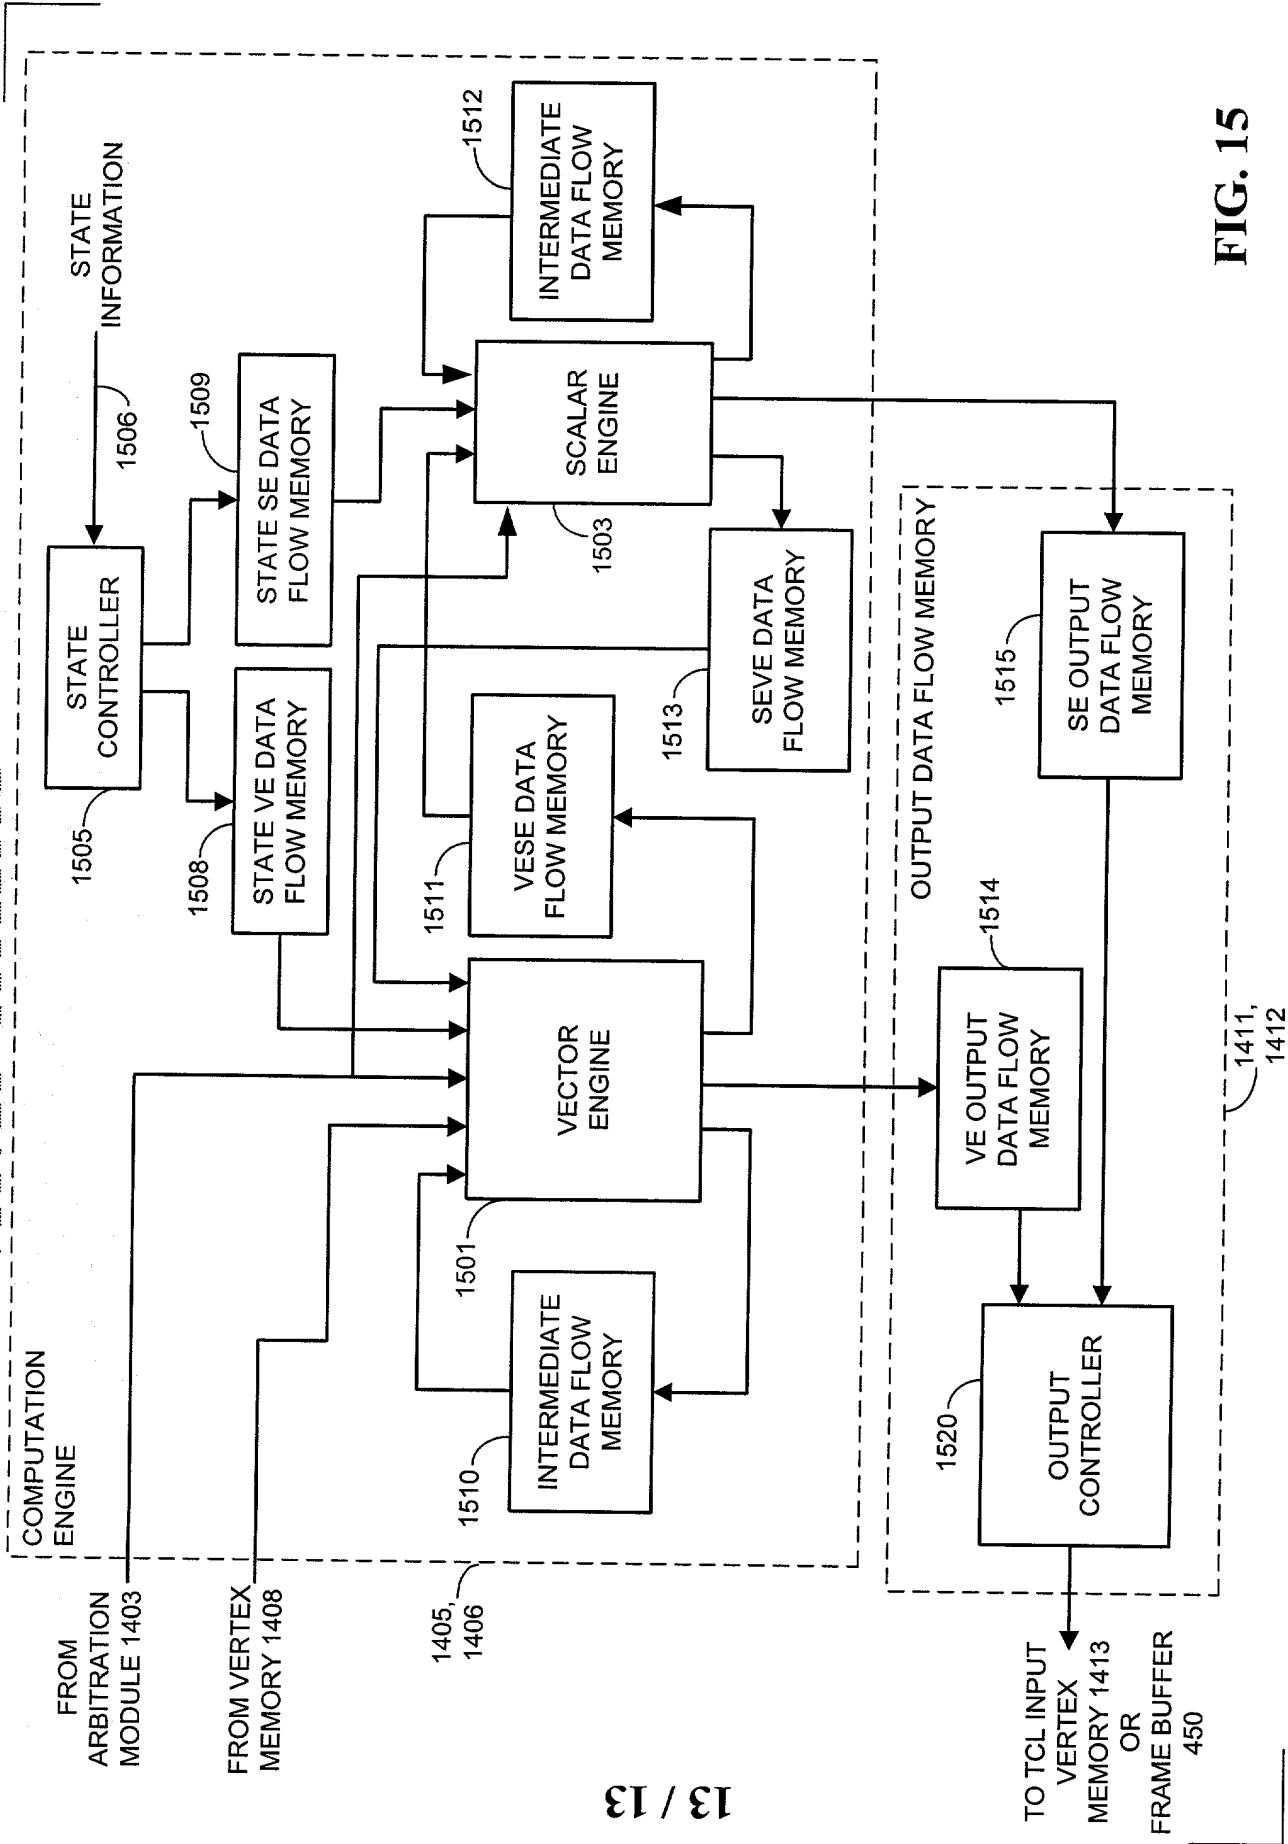 13 / 13
COMPUTATION
ENGINE
FROM
ARBITRATION
MODULE 1403
FROM VERTEX
MEMORY 1408
1405,
1406
STATE
INFORMATION
1506
STATE
CONTROLLER
1505
STATE VE DATA
FLOW MEMORY
1508
STATE SE DATA
FLOW MEMORY
1509
INTERMEDIATE
DATA FLOW
MEMORY
1510
VECTOR
ENGINE
1501
VESE DATA
FLOW MEMORY
1511
SCALAR
ENGINE
1503
INTERMEDIATE
DATA FLOW
MEMORY
1512
SEVE DATA
FLOW MEMORY
1513
OUTPUT DATA FLOW MEMORY
VE OUTPUT
DATA FLOW
MEMORY
1514
SE OUTPUT
DATA FLOW
MEMORY
1515
OUTPUT
CONTROLLER
1520
1411,
1412
TO TCL INPUT
VERTEX
MEMORY 1413
OR
FRAME BUFFER
450
FIG. 15